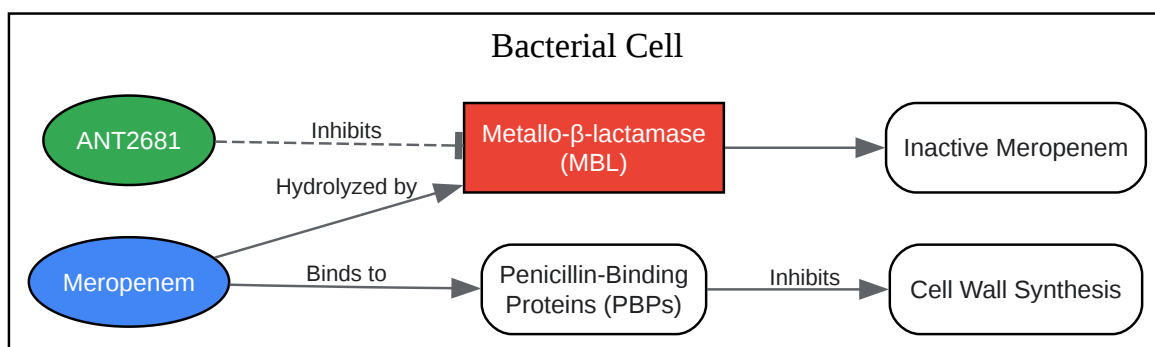 Bacterial Cell
ANT2681
Inhibits
Metallo-β-lactamase
(MBL)
Inactive Meropenem
Hydrolyzed by
Meropenem
Binds to
Penicillin-Binding
Proteins (PBPs)
Inhibits
Cell Wall Synthesis